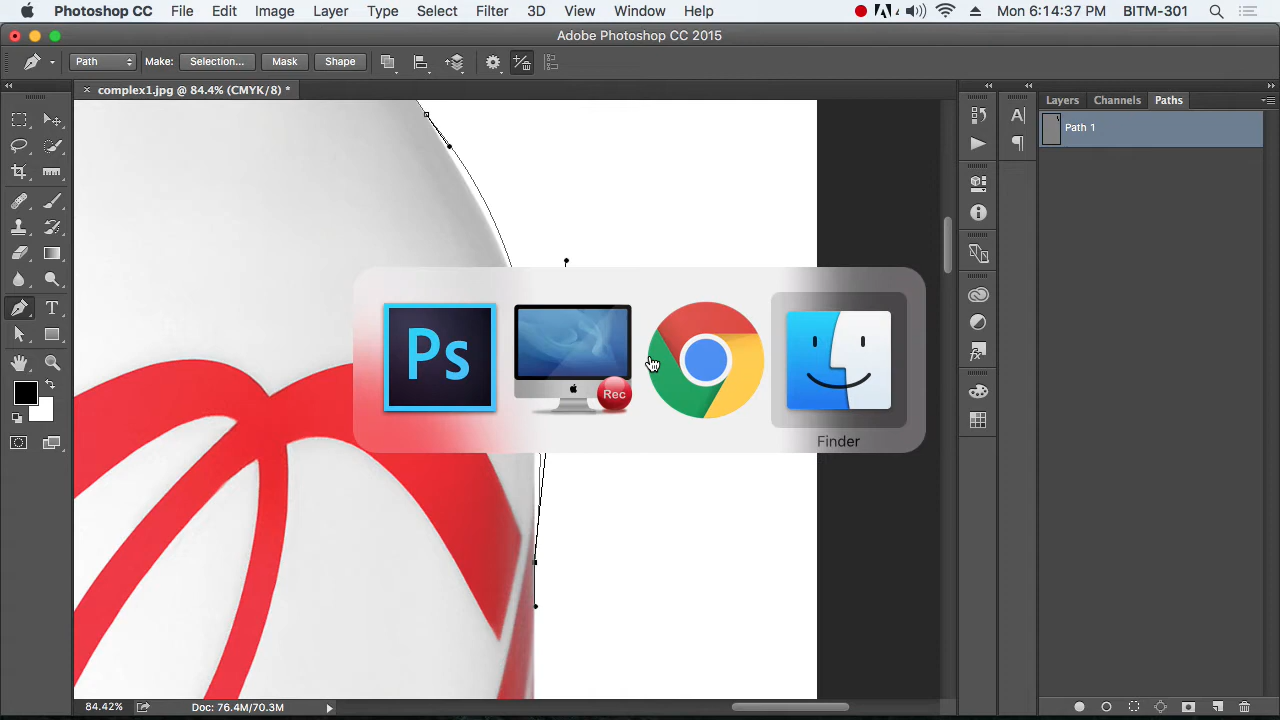 Photoshop CC File Edit Image Layer Type Select Filter 3D View Window Help 4 Mon 6:14:37 PM BITM-301
Adobe Photoshop CC 2015
Path Make: Selection... Mask Shape
× complex1.jpg @ 84.4% (CMYK/8) *
Layers Channels Paths
Path 1
Ps
Rec
Finder
84.42% Doc: 76.4M/70.3M